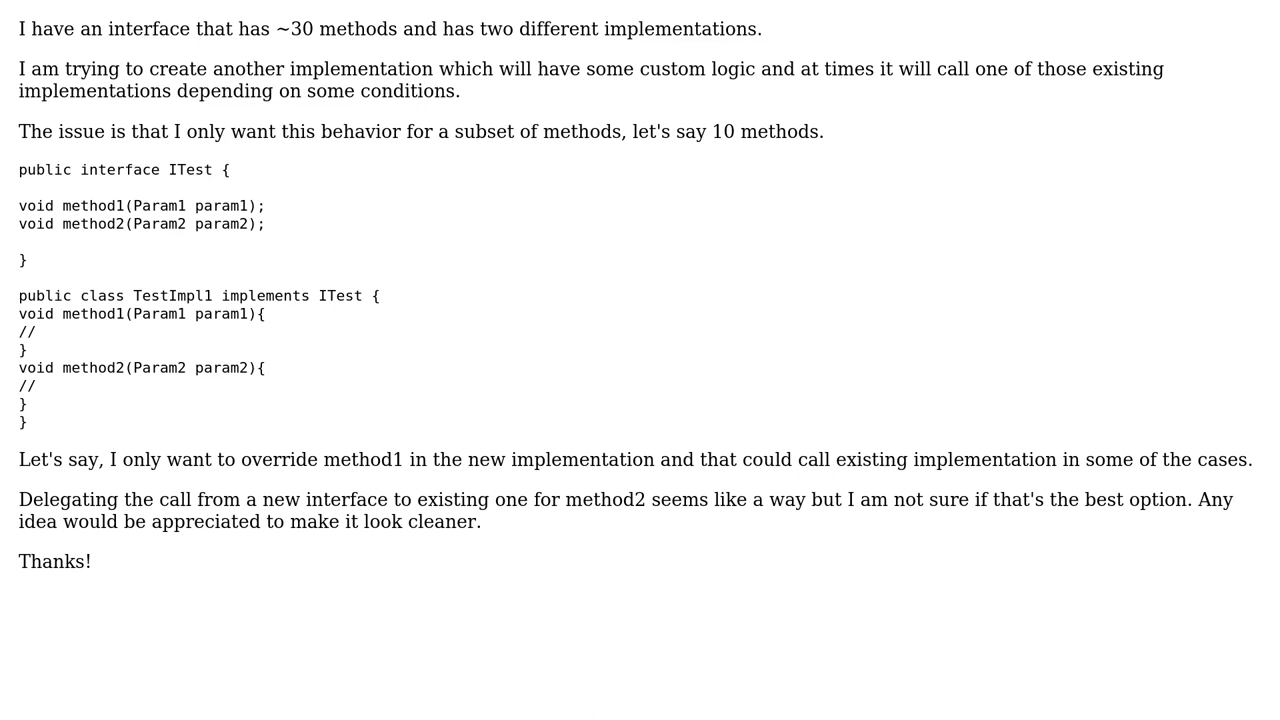 I have an interface that has ~30 methods and has two different implementations.
I am trying to create another implementation which will have some custom logic and at times it will call one of those existing
implementations depending on some conditions.
The issue is that I only want this behavior for a subset of methods, let's say 10 methods.
public interface ITest {
void method1(Param1 param1);
void method2(Param2 param2);
}
public class TestImpl1 implements ITest {
void method1(Param1 param1){
//
}
void method2(Param2 param2){
//
}
}
Let's say, I only want to override method1 in the new implementation and that could call existing implementation in some of the cases.
Delegating the call from a new interface to existing one for method2 seems like a way but I am not sure if that's the best option. Any
idea would be appreciated to make it look cleaner.
Thanks!